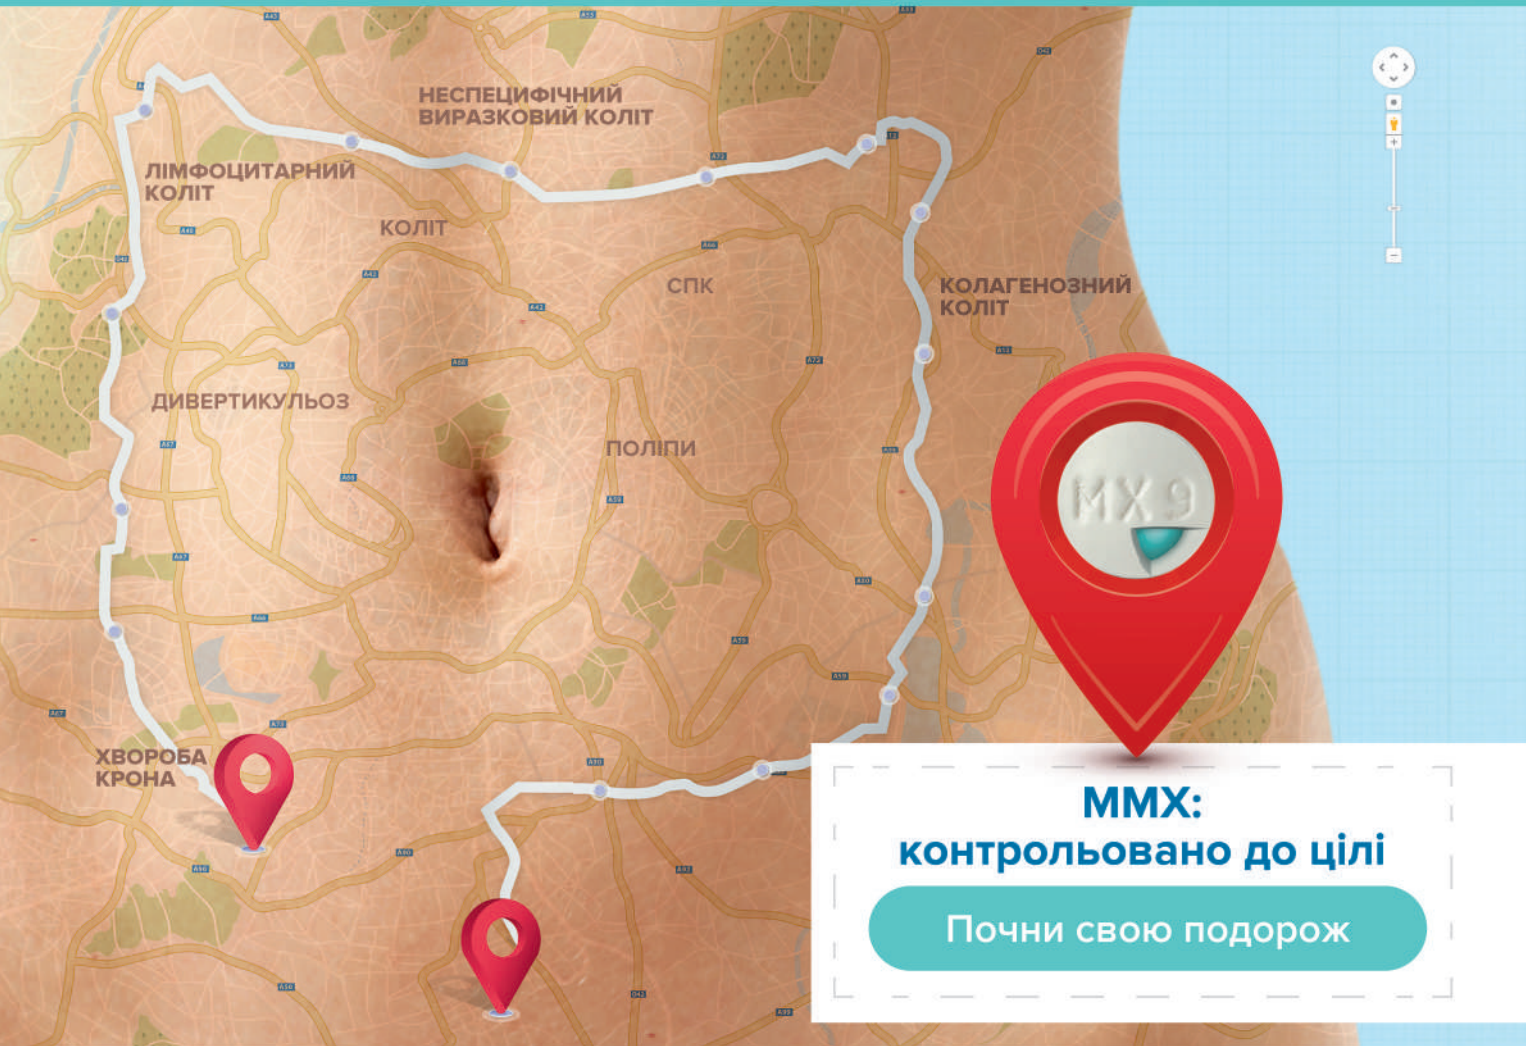 НЕСПЕЦИФІЧНИЙ
ВИРАЗКОВИЙ КОЛІТ
ЛІМФОЦИТАРНИЙ
КОЛІТ
КОЛІТ
СПК
КОЛАГЕНОЗНИЙ
КОЛІТ
ДИВЕРТИКУЛЬОЗ
ПОЛІПИ
MX 9
ХВОРОБА
КРОНА
ММХ:
контрольовано до цілі
Почни свою подорож